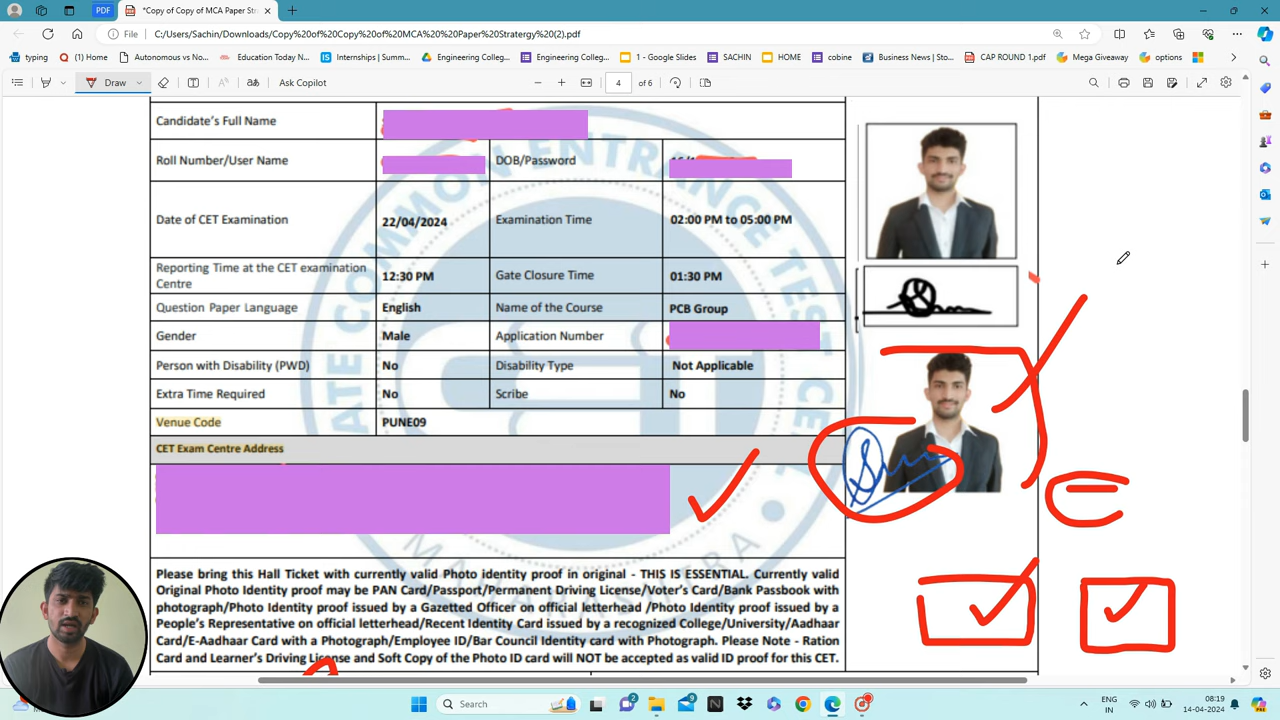 PDF
*Copy of Copy of MCA Paper Str
File
C:/Users/Sachin/Downloads/Copy%20of%20Copy%20of%20MCA%20%20Paper%20Stratergy%20(2).pdf
typing
(1) Home
Autonomous vs No...
Education Today N...
Internships | Summ...
Engineering Colleg...
Engineering Colleg...
1 - Google Slides
SACHIN
HOME
cobine
Business News | Sto...
CAP ROUND 1.pdf
Mega Giveaway
options
Draw
Ask Copilot
4
of 6
Candidate's Full Name
Roll Number/User Name
DOB/Password
Date of CET Examination
22/04/2024
Examination Time
02:00 PM to 05:00 PM
Reporting Time at the CET examination
Centre
12:30 PM
Gate Closure Time
01:30 PM
Question Paper Language
English
Name of the Course
PCB Group
Gender
Male
Application Number
Person with Disability (PWD)
No
Disability Type
Not Applicable
Extra Time Required
No
Scribe
No
Venue Code
PUNE09
CET Exam Centre Address
Please bring this Hall Ticket with currently valid Photo identity proof in original - THIS IS ESSENTIAL. Currently valid
Original Photo Identity proof may be PAN Card/Passport/Permanent Driving License/Voter's Card/Bank Passbook with
photograph/Photo Identity proof issued by a Gazetted Officer on official letterhead /Photo Identity proof issued by a
People's Representative on official letterhead/Recent Identity Card issued by a recognized College/University/Aadhaar
Card/E-Aadhaar Card with a Photograph/Employee ID/Bar Council Identity card with Photograph. Please Note - Ration
Card and Learner's Driving License and Soft Copy of the Photo ID card will NOT be accepted as valid ID proof for this CET.
STATE COMMON ENTRANCE TEST CE
MAHARASHTRA
Search
ENG
IN
08:19
14-04-2024